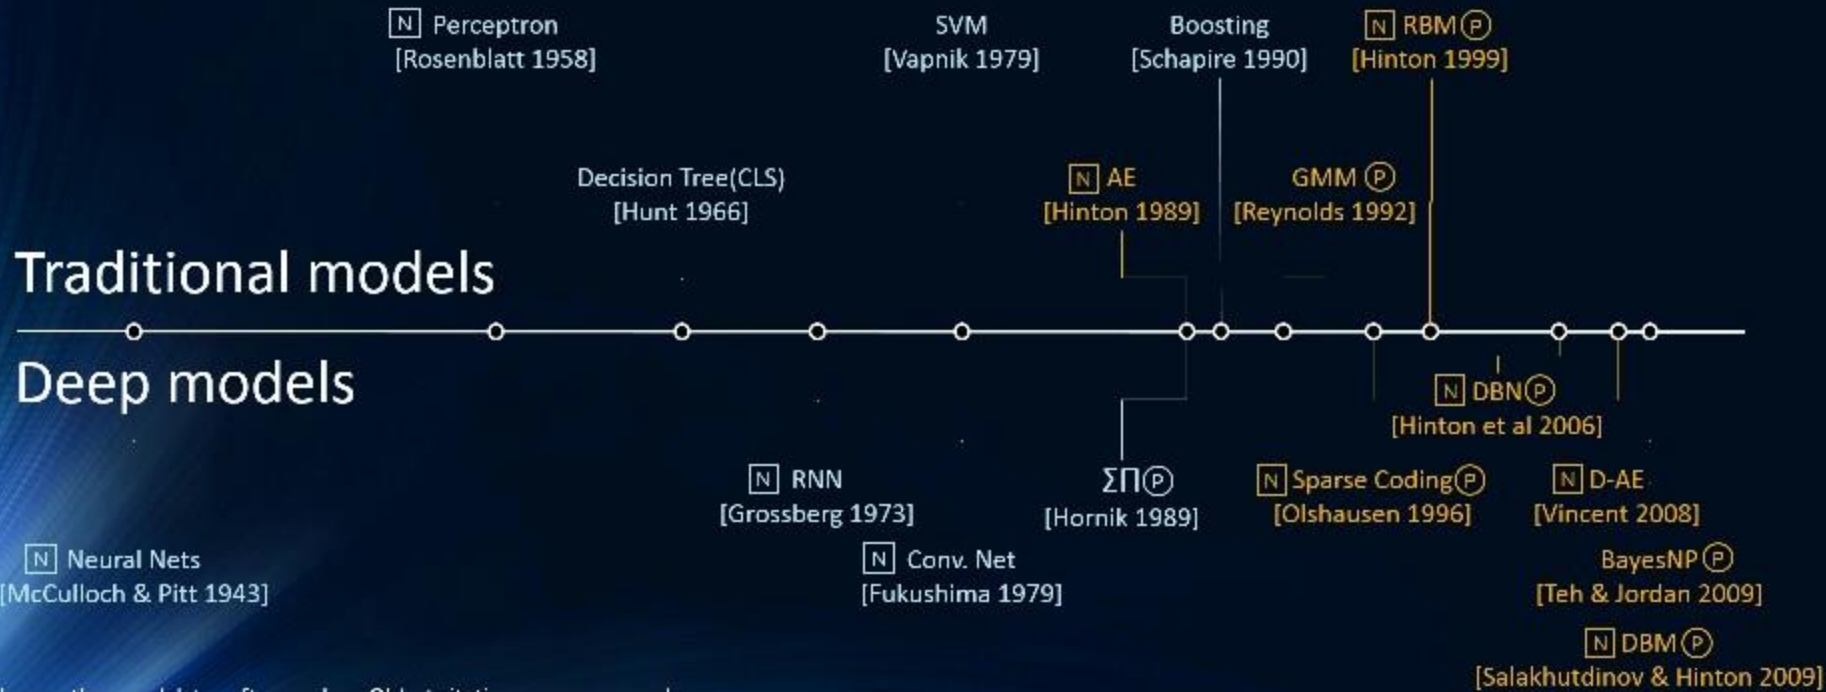 N Perceptron
[Rosenblatt 1958]
SVM
[Vapnik 1979]
Boosting
[Schapire 1990]
N RBM P
[Hinton 1999]
Decision Tree(CLS)
[Hunt 1966]
N AE
[Hinton 1989]
GMM P
[Reynolds 1992]
Traditional models
Deep models
N DBN P
[Hinton et al 2006]
N RNN
[Grossberg 1973]
ΣΠ P
[Hornik 1989]
N Sparse Coding P
[Olshausen 1996]
N D-AE
[Vincent 2008]
N Neural Nets
[McCulloch & Pitt 1943]
N Conv. Net
[Fukushima 1979]
BayesNP P
[Teh & Jordan 2009]
N DBM P
[Salakhutdinov & Hinton 2009]